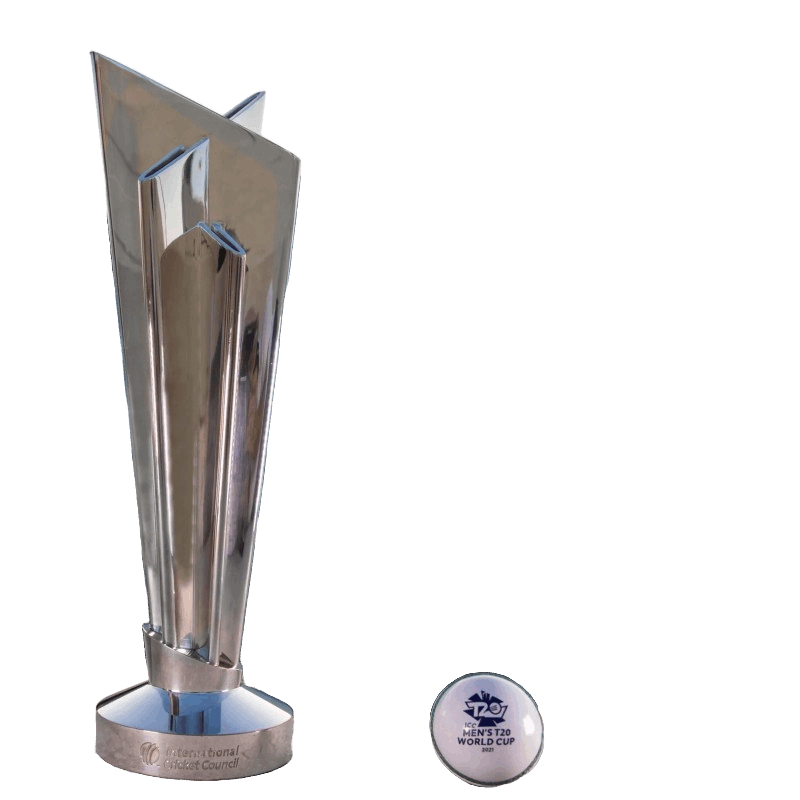 International
Cricket Council
T20
ICC
MEN'S T20
WORLD CUP
2021